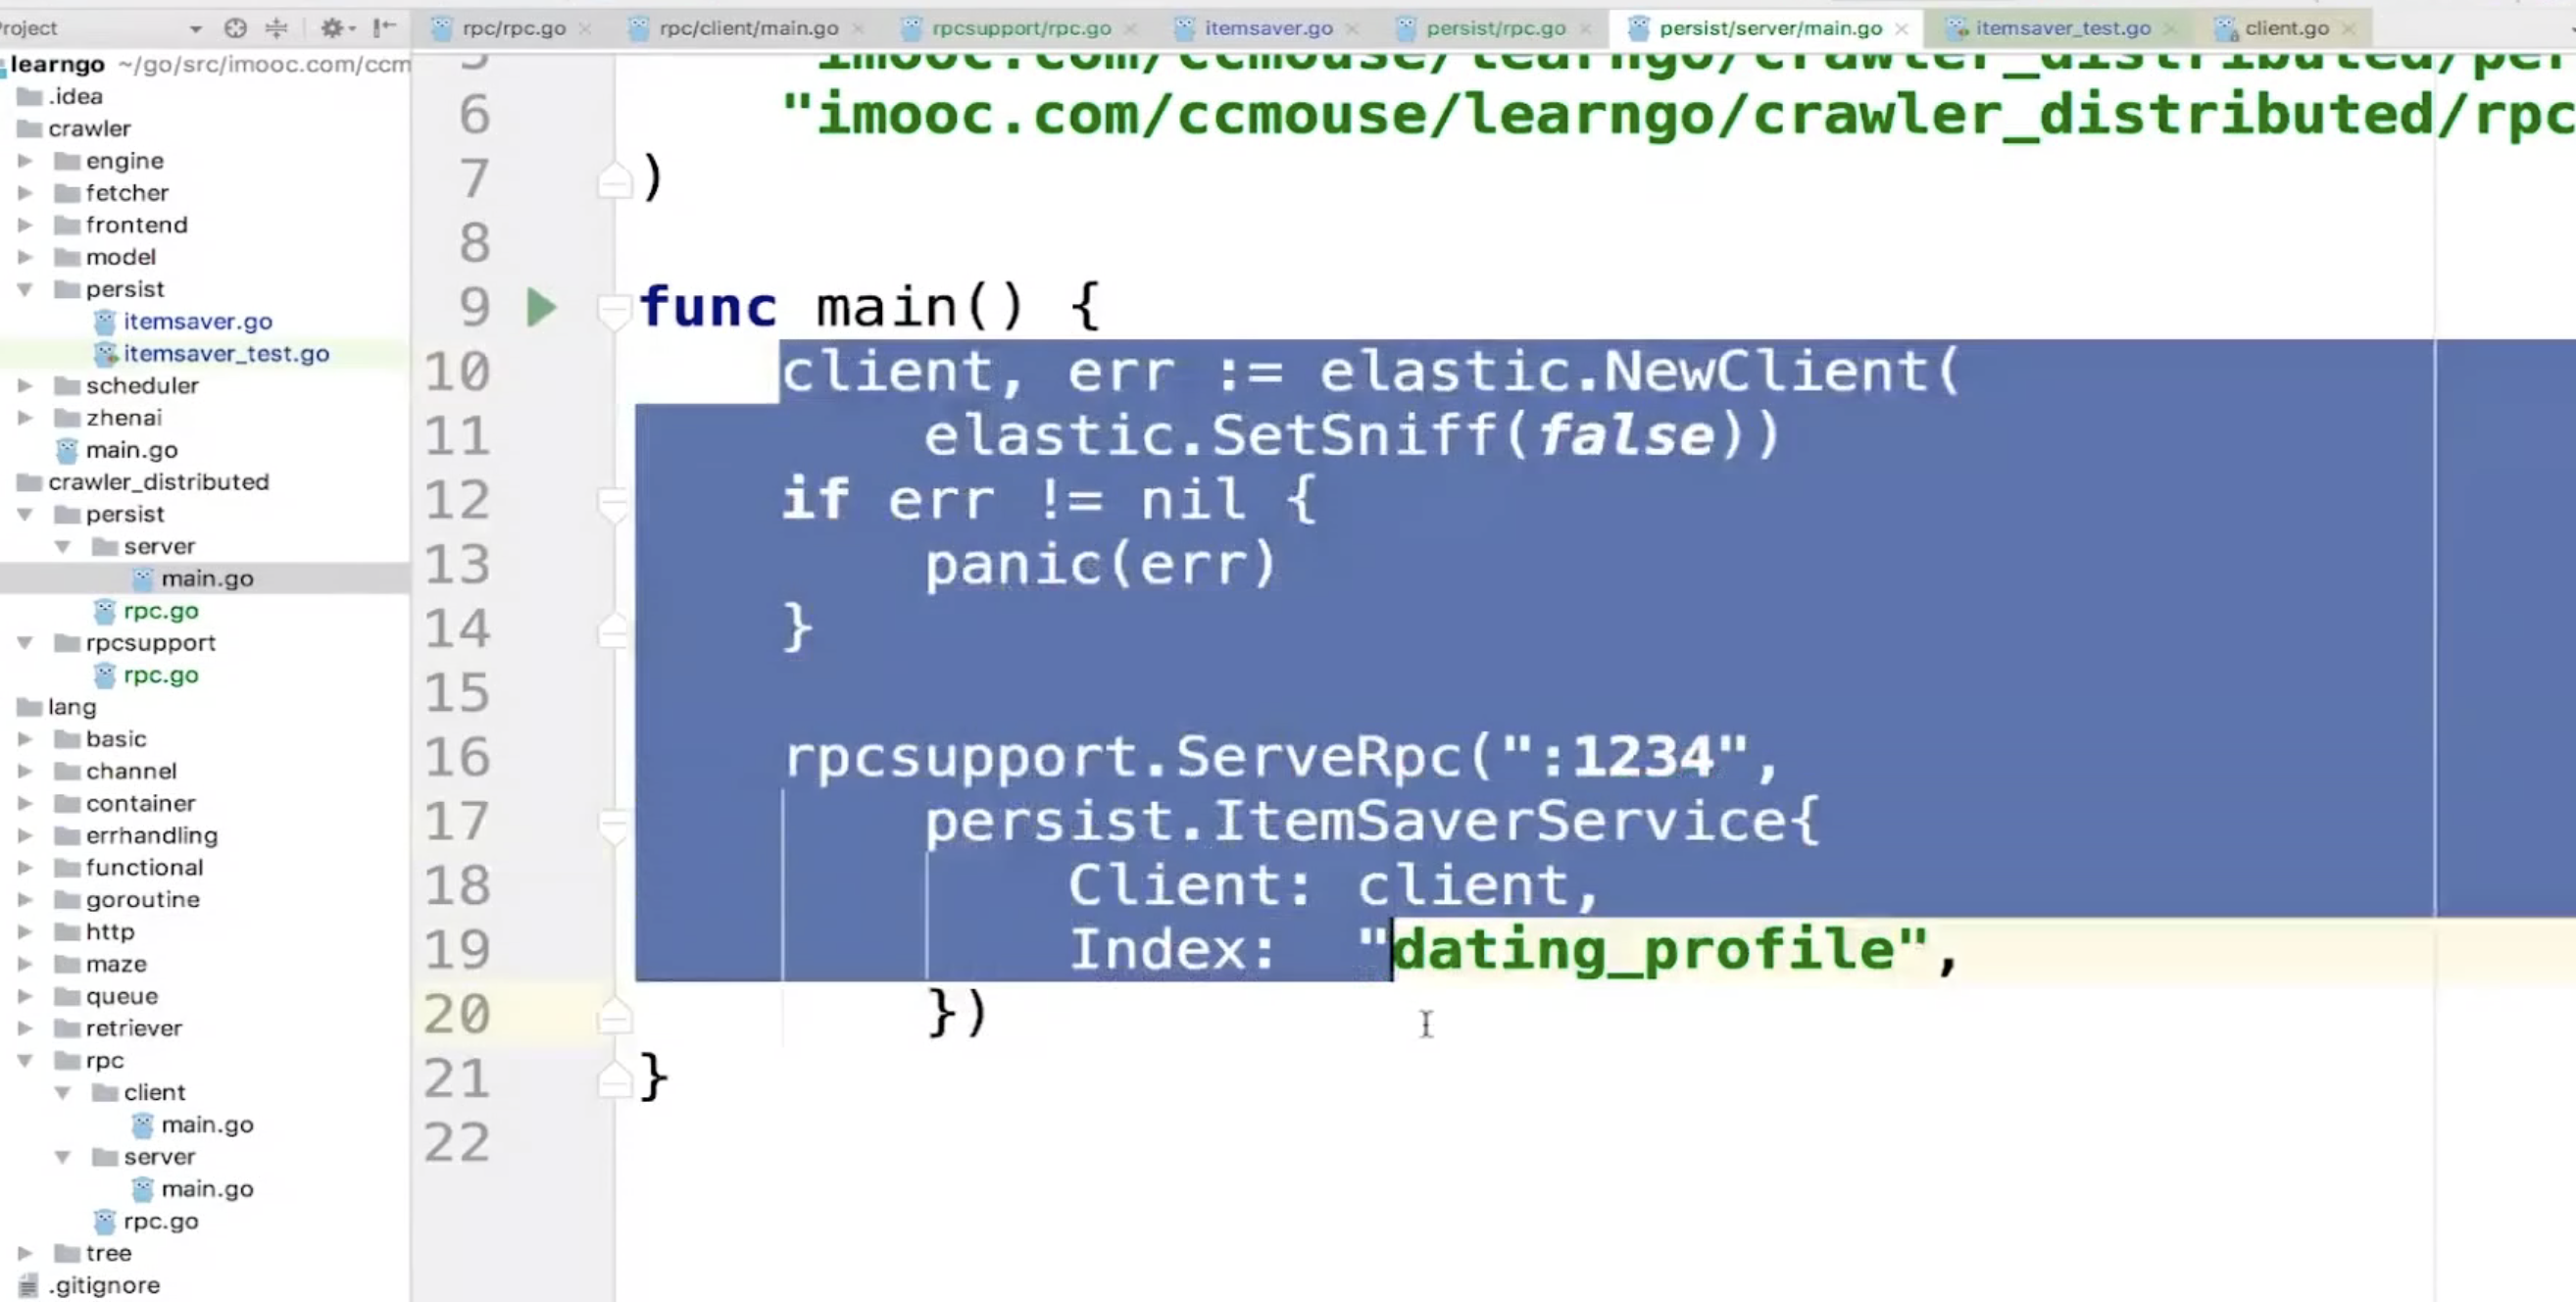 roject
rpc/rpc.go
rpc/client/main.go
rpcsupport/rpc.go
itemsaver.go
persist/rpc.go
persist/server/main.go
itemsaver_test.go
client.go
learngo ~/go/src/imooc.com/ccm
.idea
crawler
engine
fetcher
frontend
model
persist
itemsaver.go
itemsaver_test.go
scheduler
zhenai
main.go
crawler_distributed
persist
server
main.go
rpc.go
rpcsupport
rpc.go
lang
basic
channel
container
errhandling
functional
goroutine
http
maze
queue
retriever
rpc
client
main.go
server
main.go
rpc.go
tree
.gitignore
5 imooc.com/ccmouse/learngo/crawler_distributed/per
6 "imooc.com/ccmouse/learngo/crawler_distributed/rpc
7 )
8
9 func main() {
10 client, err := elastic.NewClient(
11 elastic.SetSniff(false))
12 if err != nil {
13 panic(err)
14 }
15
16 rpcsupport.ServeRpc(":1234",
17 persist.ItemSaverService{
18 Client: client,
19 Index: "dating_profile",
20 })
21 }
22